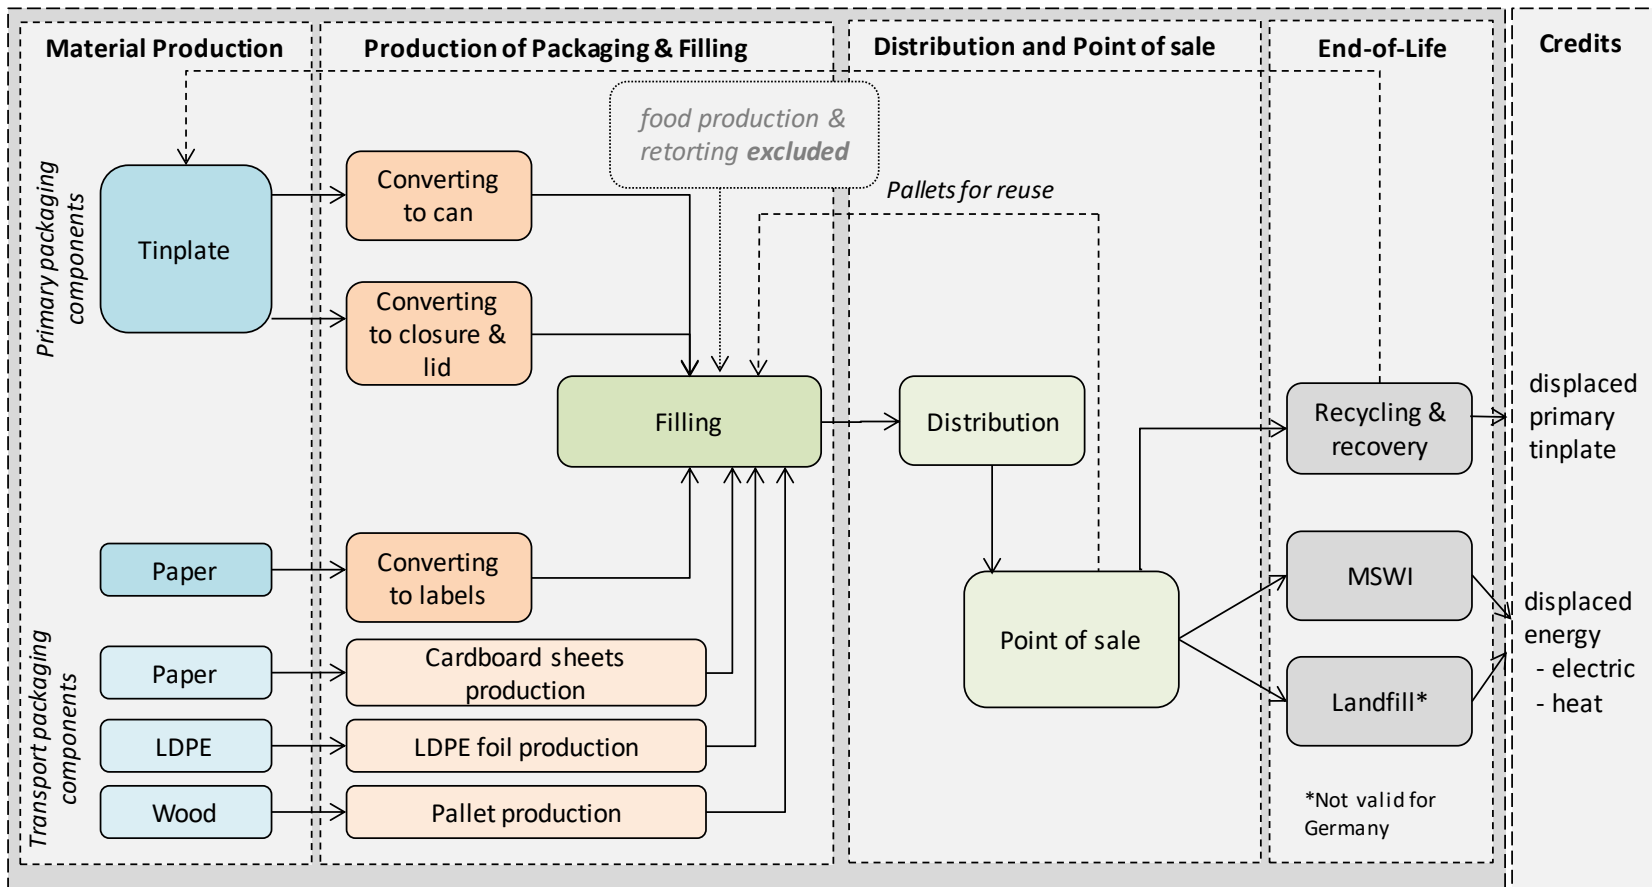 Material Production
Production of Packaging & Filling
Distribution and Point of sale
End-of-Life
Credits
food production &
retorting excluded
Primary packaging
components
Tinplate
Converting
to can
Pallets for reuse
Converting
to closure &
lid
Filling
Distribution
Recycling &
recovery
displaced
primary
tinplate
Paper
Converting
to labels
MSWI
displaced
energy
- electric
- heat
Transport packaging
components
Paper
Cardboard sheets
production
Point of sale
Landfill*
LDPE
LDPE foil production
Wood
Pallet production
*Not valid for
Germany